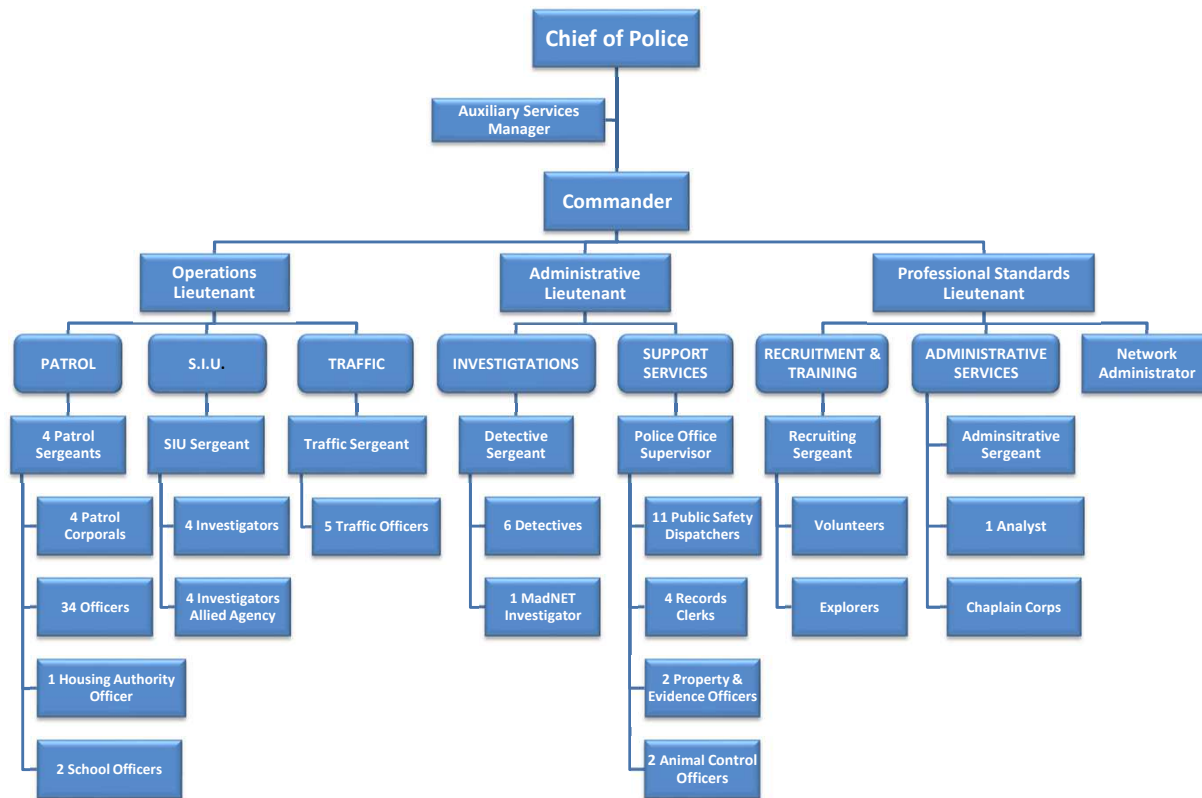 Chief of Police
Auxiliary Services
Manager
Commander
Operations
Lieutenant
Administrative
Lieutenant
Professional Standards
Lieutenant
PATROL
S.I.U.
TRAFFIC
INVESTIGTATIONS
SUPPORT
SERVICES
RECRUITMENT &
TRAINING
ADMINISTRATIVE
SERVICES
Network
Administrator
4 Patrol
Sergeants
SIU Sergeant
Traffic Sergeant
Detective
Sergeant
Police Office
Supervisor
Recruiting
Sergeant
Adminsitrative
Sergeant
4 Patrol
Corporals
4 Investigators
5 Traffic Officers
6 Detectives
11 Public Safety
Dispatchers
Volunteers
1 Analyst
34 Officers
4 Investigators
Allied Agency
1 MadNET
Investigator
4 Records
Clerks
Explorers
Chaplain Corps
1 Housing Authority
Officer
2 Property &
Evidence Officers
2 School Officers
2 Animal Control
Officers